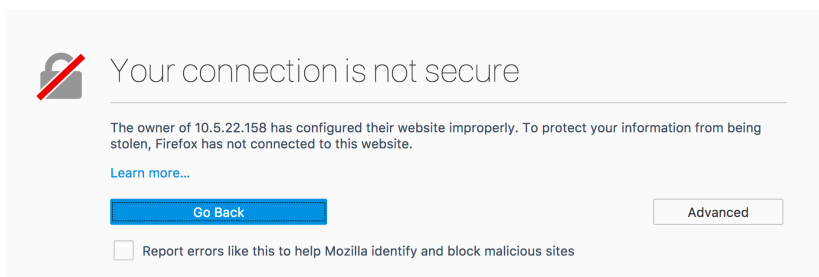 Your connection is not secure
The owner of 10.5.22.158 has configured their website improperly. To protect your information from being
stolen, Firefox has not connected to this website.
Learn more...
Go Back
Advanced
Report errors like this to help Mozilla identify and block malicious sites